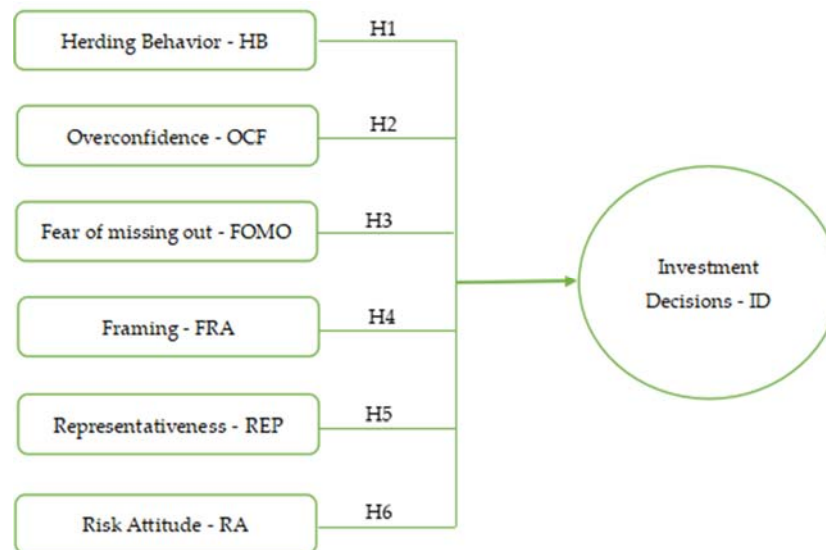 Herding Behavior - HB
H1
Overconfidence - OCF
H2
Fear of missing out - FOMO
H3
Framing - FRA
H4
Representativeness - REP
H5
Risk Attitude - RA
H6
Investment
Decisions - ID